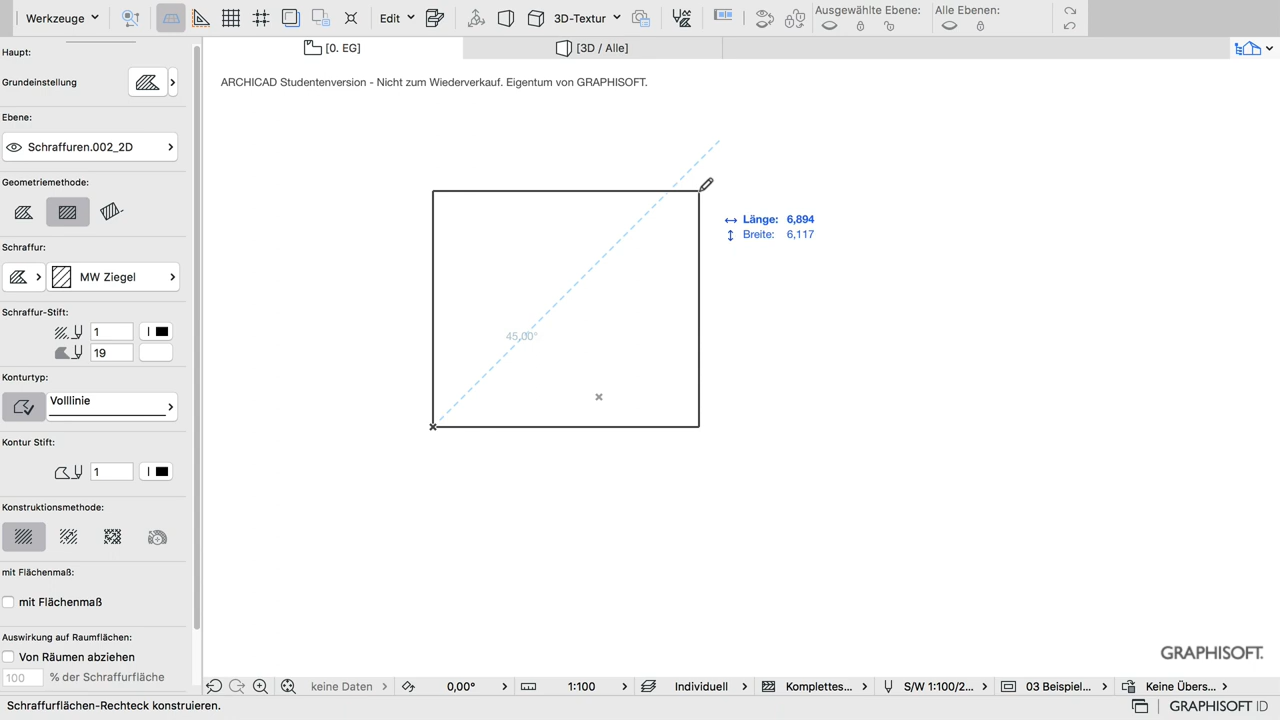 Werkzeuge
Edit
3D-Textur
Ausgewählte Ebene:
Alle Ebenen:
Haupt:
[0. EG]
[3D / Alle]
Grundeinstellung
ARCHICAD Studentenversion - Nicht zum Wiederverkauf. Eigentum von GRAPHISOFT.
Ebene:
Schraffuren.002_2D
Geometriemethode:
Länge: 6,894
Breite: 6,117
Schraffur:
MW Ziegel
Schraffur-Stift:
1
45,00°
19
Konturtyp:
Volllinie
Kontur Stift:
1
Konstruktionsmethode:
mit Flächenmaß:
mit Flächenmaß
Auswirkung auf Raumflächen:
Von Räumen abziehen
GRAPHISOFT.
100 % der Schraffurfläche
keine Daten
0,00°
1:100
Individuell
Komplettes...
S/W 1:100/2...
03 Beispiel...
Keine Übers...
Schraffurflächen-Rechteck konstruieren.
GRAPHISOFT ID